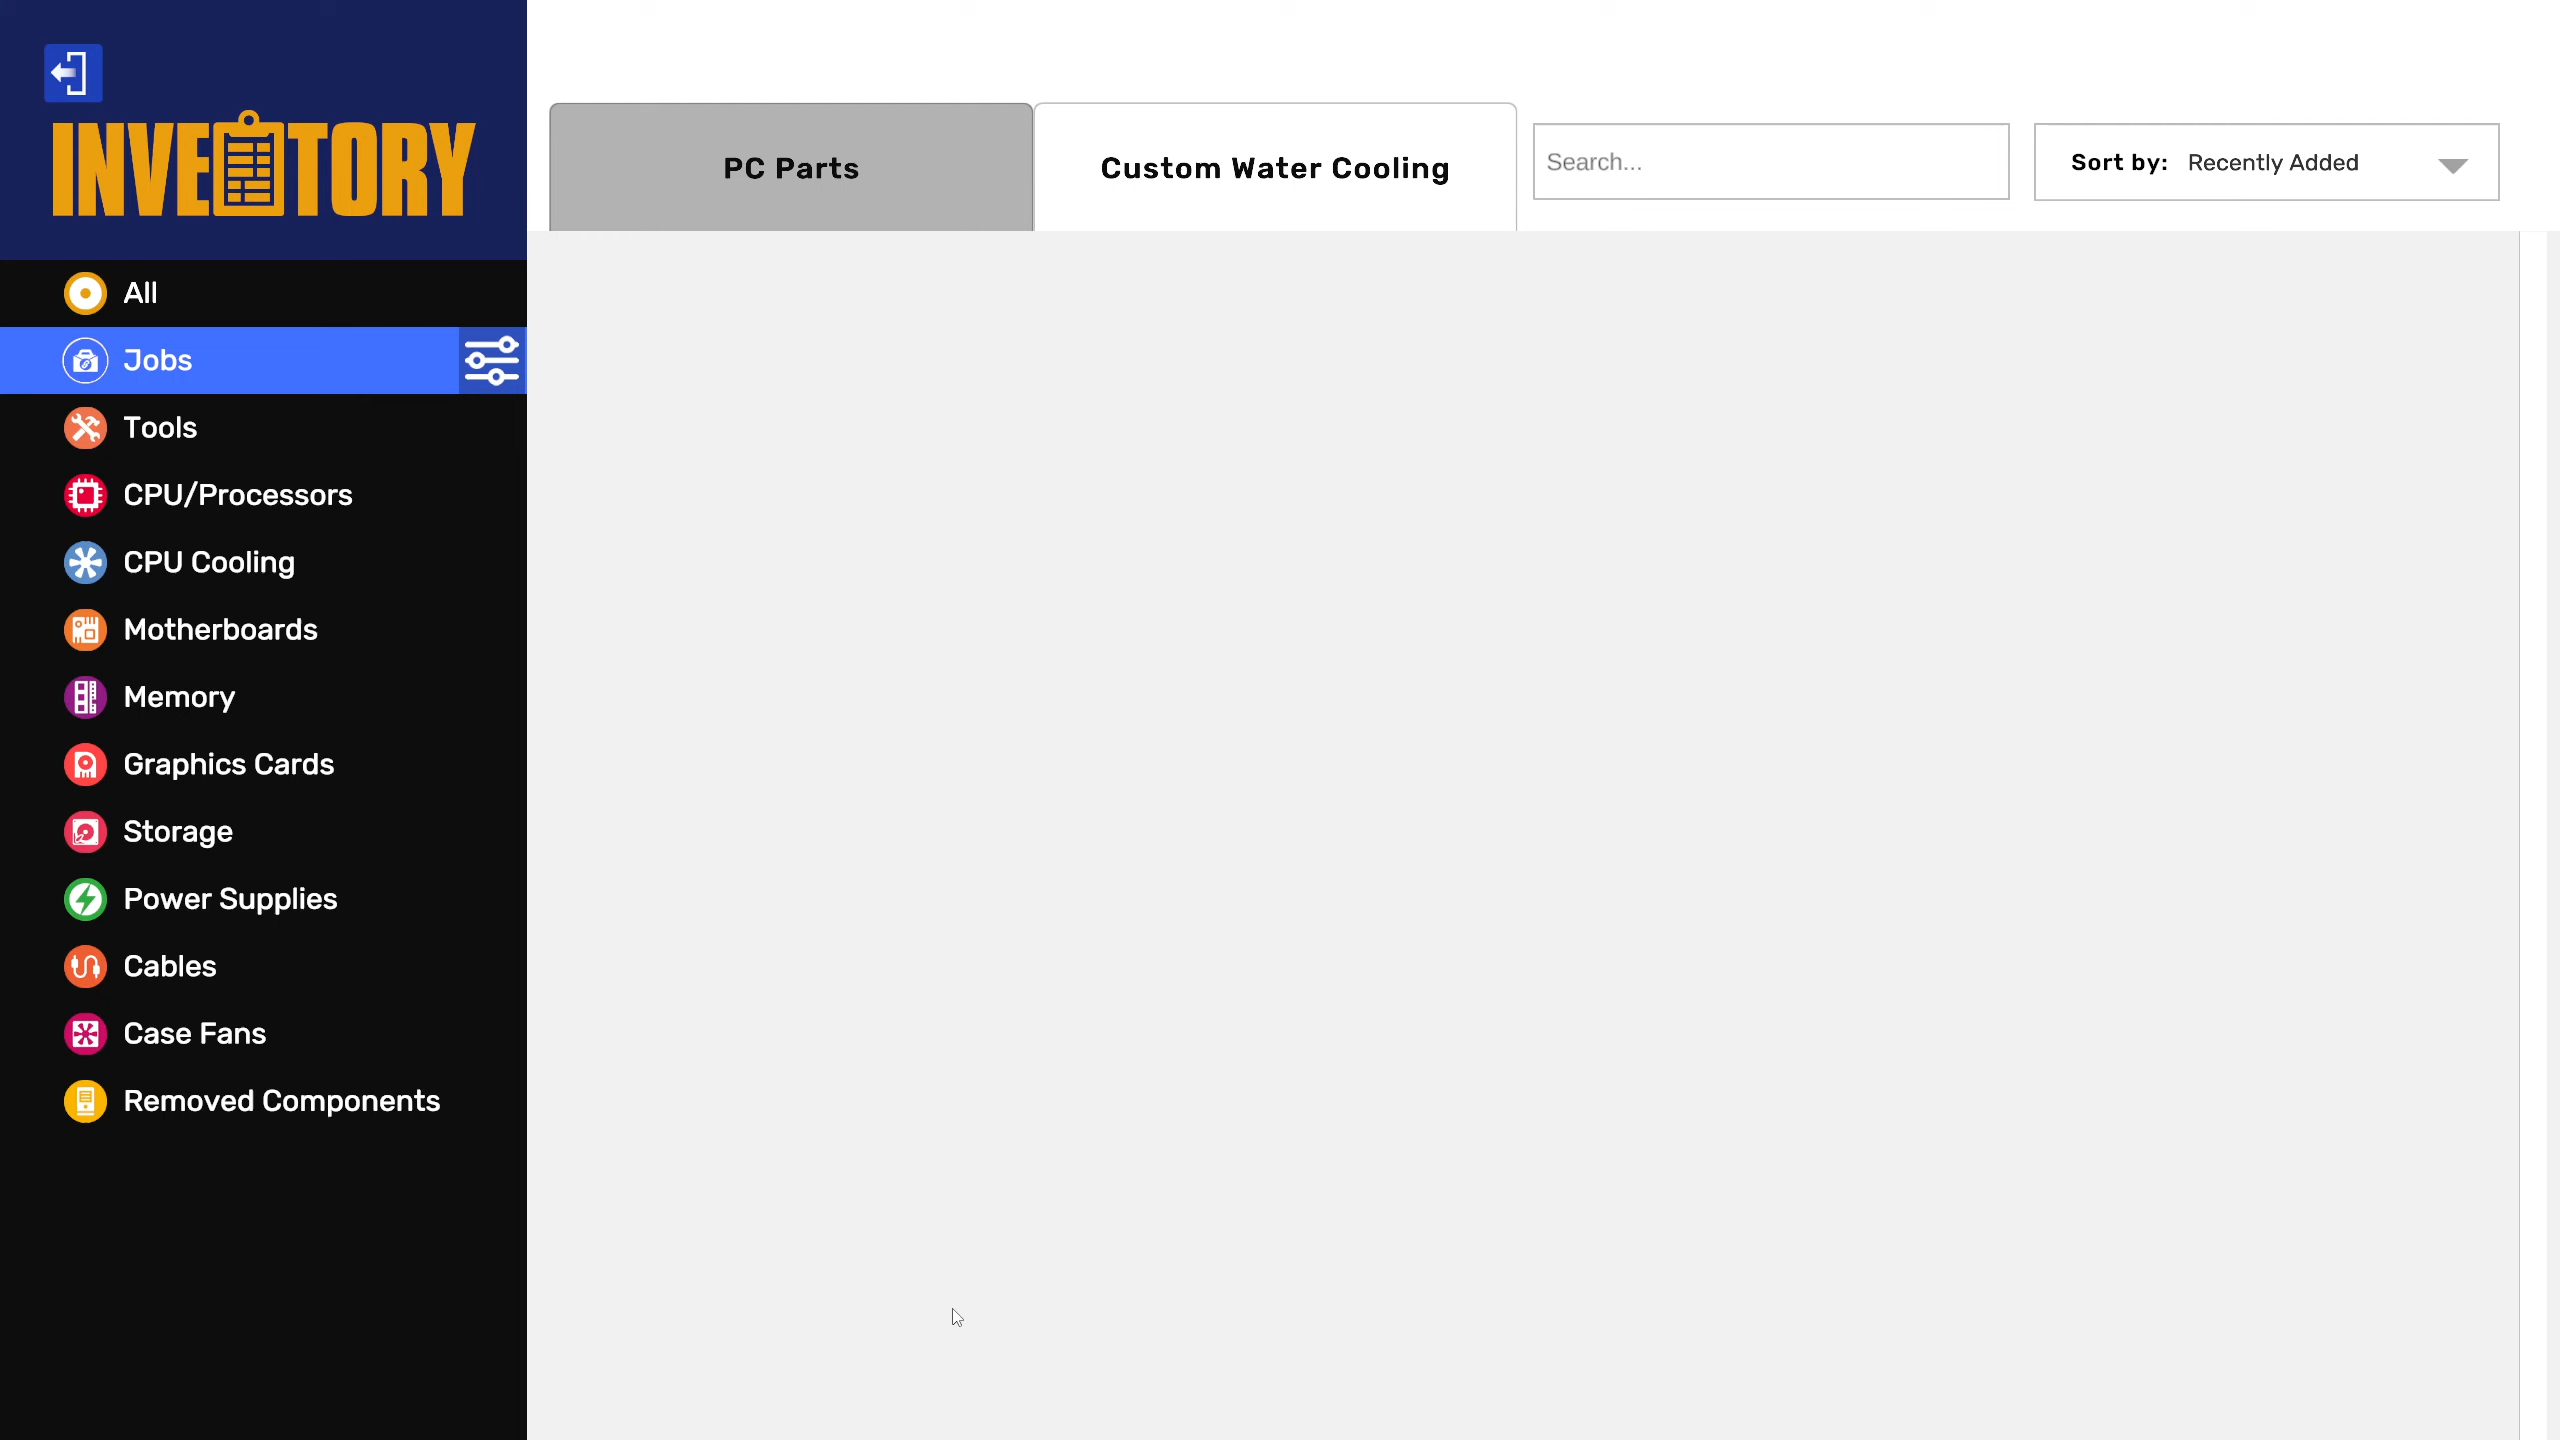 INVENTORY
PC Parts
Custom Water Cooling
Search...
Sort by: Recently Added
All
Jobs
Tools
CPU/Processors
CPU Cooling
Motherboards
Memory
Graphics Cards
Storage
Power Supplies
Cables
Case Fans
Removed Components